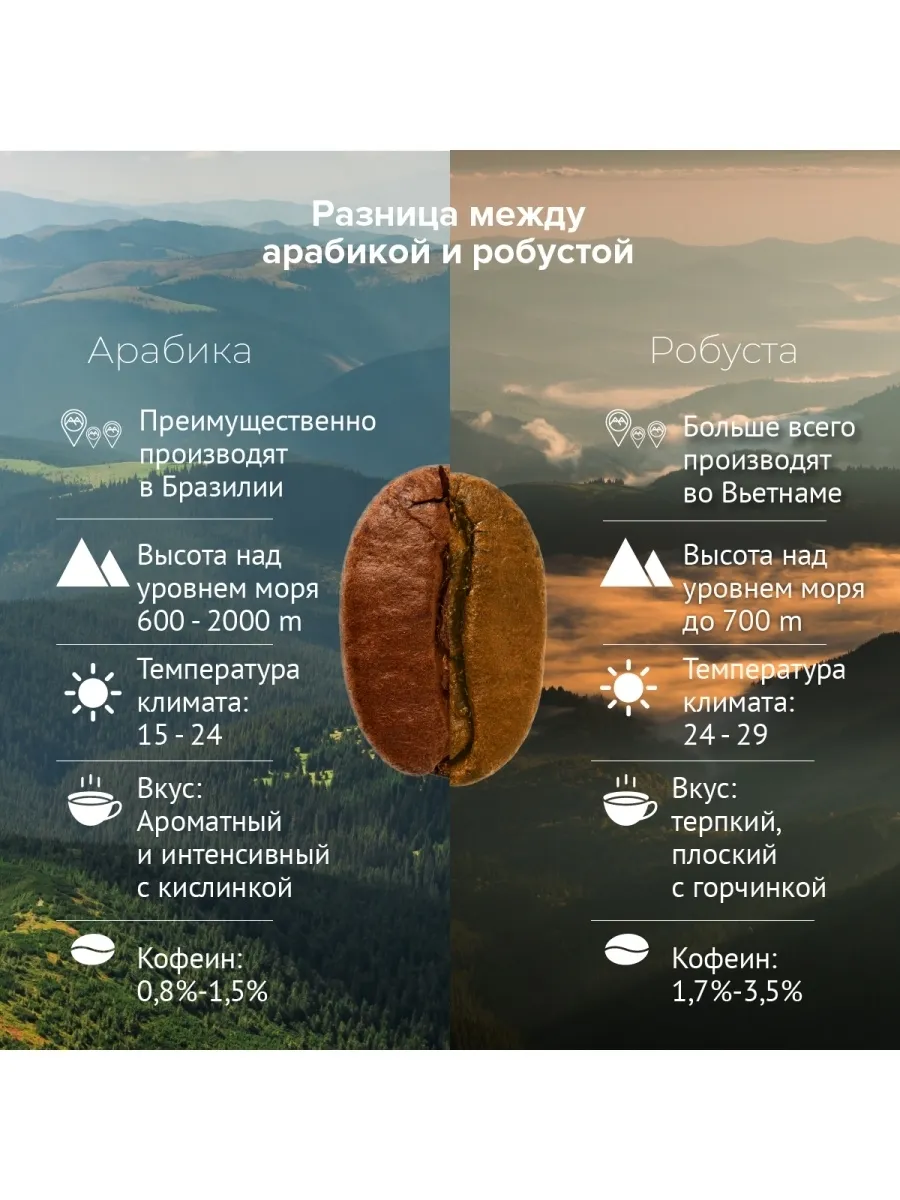 Разница между
арабикой и робустой
Арабика
Преимущественно
производят
в Бразилии
Высота над
уровнем моря
600 - 2000 m
Температура
климата:
15 - 24
Вкус:
Ароматный
и интенсивный
с кислинкой
Кофеин:
0,8%-1,5%
Робуста
Больше всего
производят
во Вьетнаме
Высота над
уровнем моря
до 700 m
Температура
климата:
24 - 29
Вкус:
терпкий,
плоский
с горчинкой
Кофеин:
1,7%-3,5%